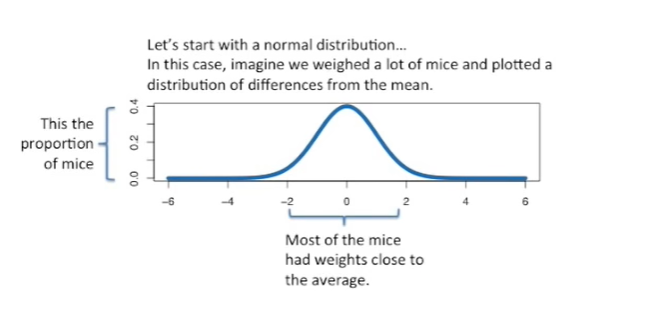 Let's start with a normal distribution...
In this case, imagine we weighed a lot of mice and plotted a
distribution of differences from the mean.
This the
proportion
of mice
0.4
0.2
0.0
-6 -4 -2 0 2 4 6
Most of the mice
had weights close to
the average.